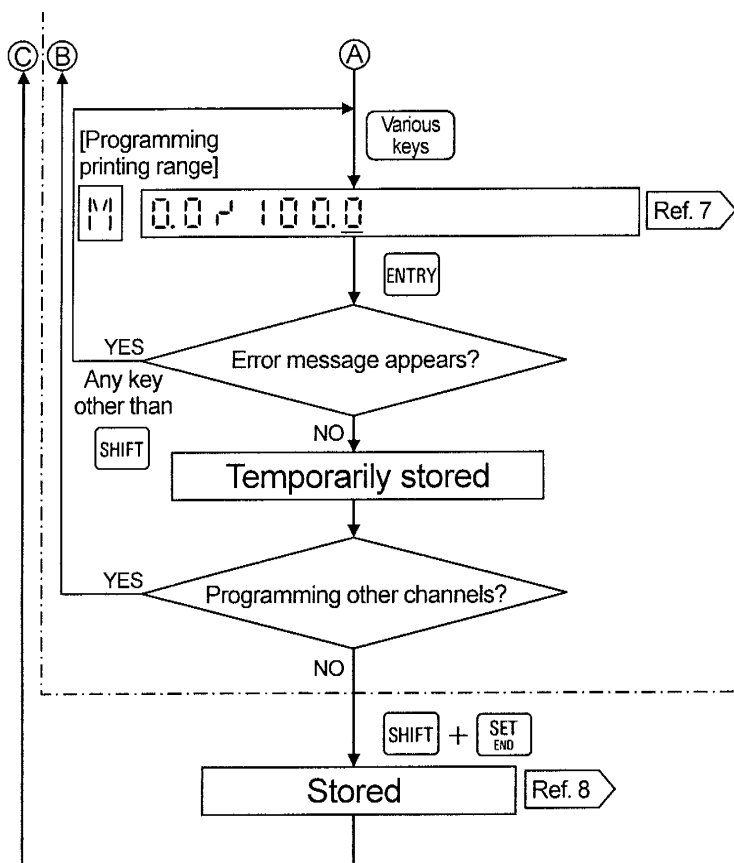 C B A
Various
keys
[Programming
printing range]
M 0.0 ~ 100.0
Ref. 7
ENTRY
YES
Error message appears?
Any key
other than
SHIFT
NO
Temporarily stored
YES
Programming other channels?
NO
SHIFT + SET
END
Stored
Ref. 8